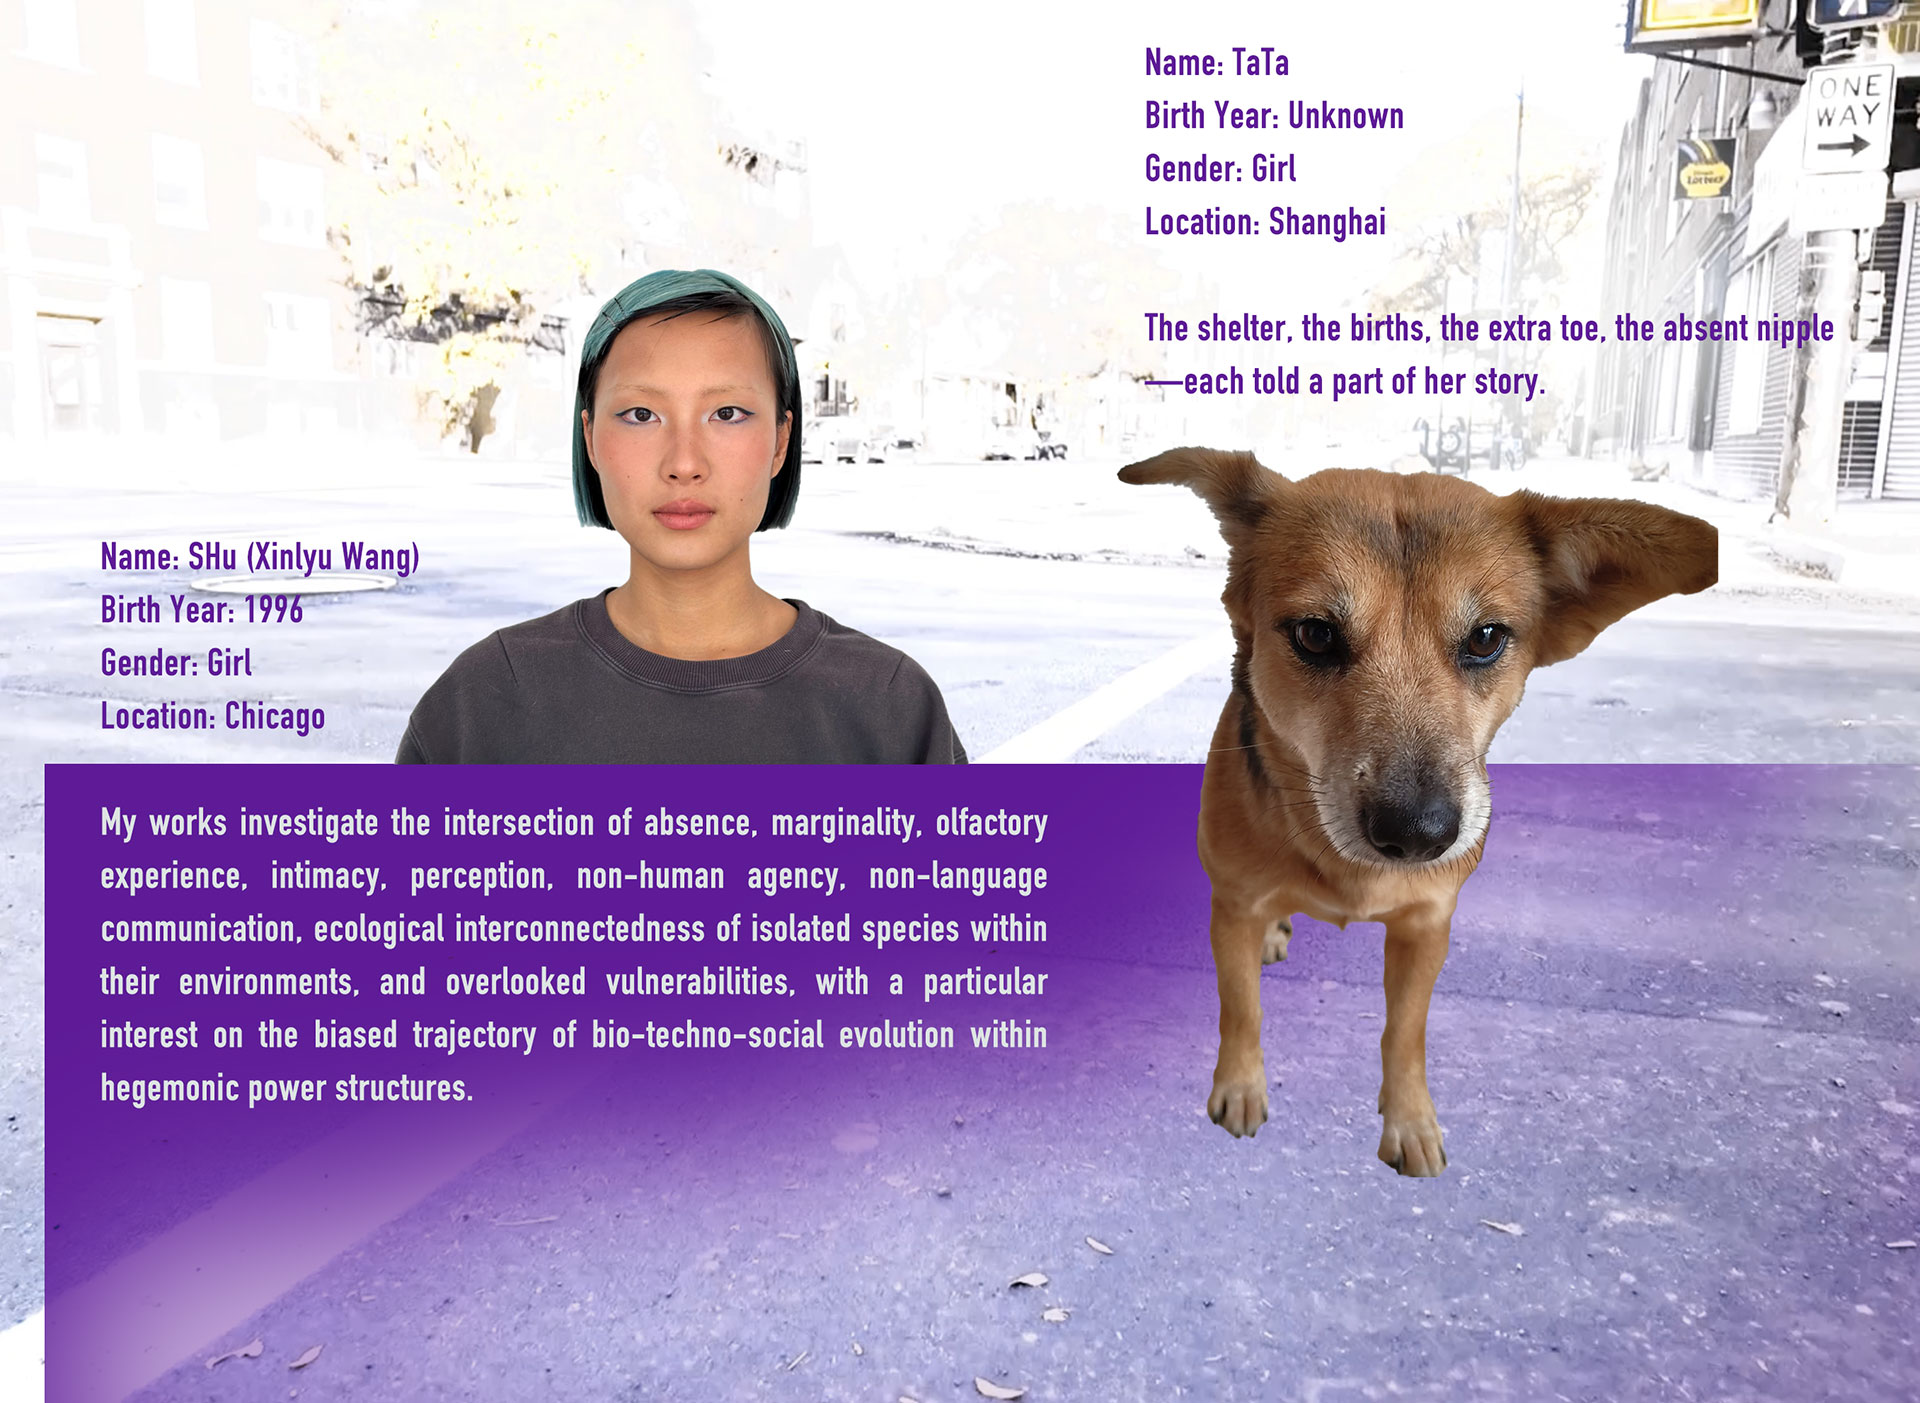 Name: TaTa
Birth Year: Unknown
Gender: Girl
Location: Shanghai
The shelter, the births, the extra toe, the absent nipple
—each told a part of her story.
ONE
WAY
Lottery
Name: SHu (Xinlyu Wang)
Birth Year: 1996
Gender: Girl
Location: Chicago
My works investigate the intersection of absence, marginality, olfactory
experience, intimacy, perception, non-human agency, non-language
communication, ecological interconnectedness of isolated species within
their environments, and overlooked vulnerabilities, with a particular
interest on the biased trajectory of bio-techno-social evolution within
hegemonic power structures.